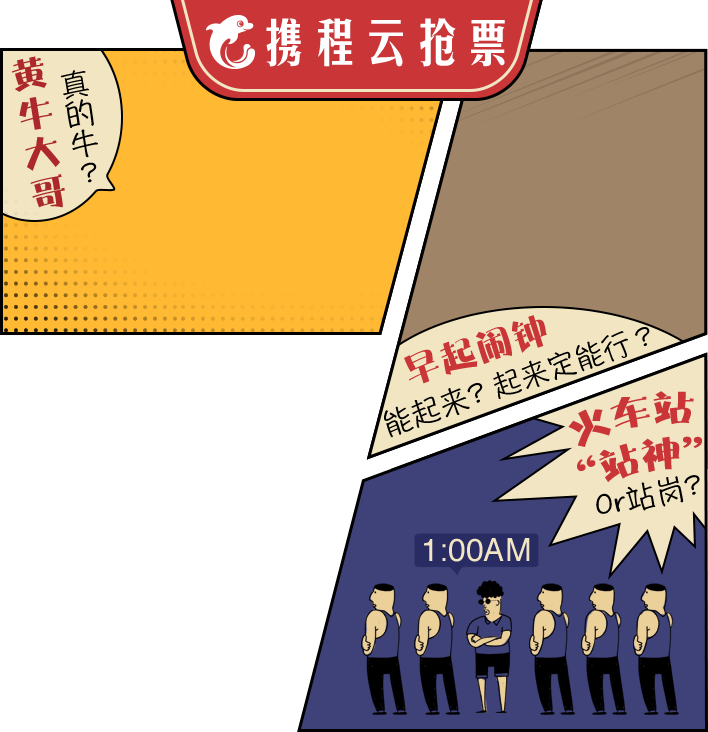 携程云抢票
黄牛大哥
真的牛？
早起闹钟
能起来？起来定能行？
火车站
“站神”
Or站岗？
1:00AM